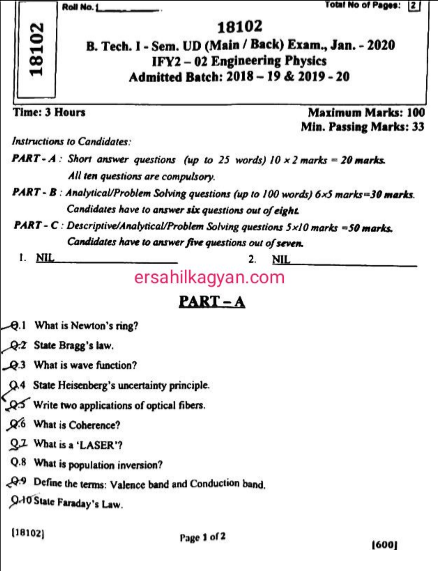 Roll No.
Total No of Pages: 2
18102
18102
B. Tech. I - Sem. UD (Main / Back) Exam., Jan. - 2020
IFY2 – 02 Engineering Physics
Admitted Batch: 2018 – 19 & 2019 - 20
Time: 3 Hours
Maximum Marks: 100
Min. Passing Marks: 33
Instructions to Candidates:
PART - A : Short answer questions (up to 25 words) 10 × 2 marks = 20 marks.
All ten questions are compulsory.
PART - B : Analytical/Problem Solving questions (up to 100 words) 6×5 marks=30 marks.
Candidates have to answer six questions out of eight.
PART - C : Descriptive/Analytical/Problem Solving questions 5×10 marks =50 marks.
Candidates have to answer five questions out of seven.
1. NIL
2. NIL
ersahilkagyan.com
PART – A
Q.1 What is Newton's ring?
Q.2 State Bragg's law.
Q.3 What is wave function?
Q.4 State Heisenberg's uncertainty principle.
Q.5 Write two applications of optical fibers.
Q.6 What is Coherence?
Q.7 What is a 'LASER'?
Q.8 What is population inversion?
Q.9 Define the terms: Valence band and Conduction band.
Q.10 State Faraday's Law.
[18102]
Page 1 of 2
[600]